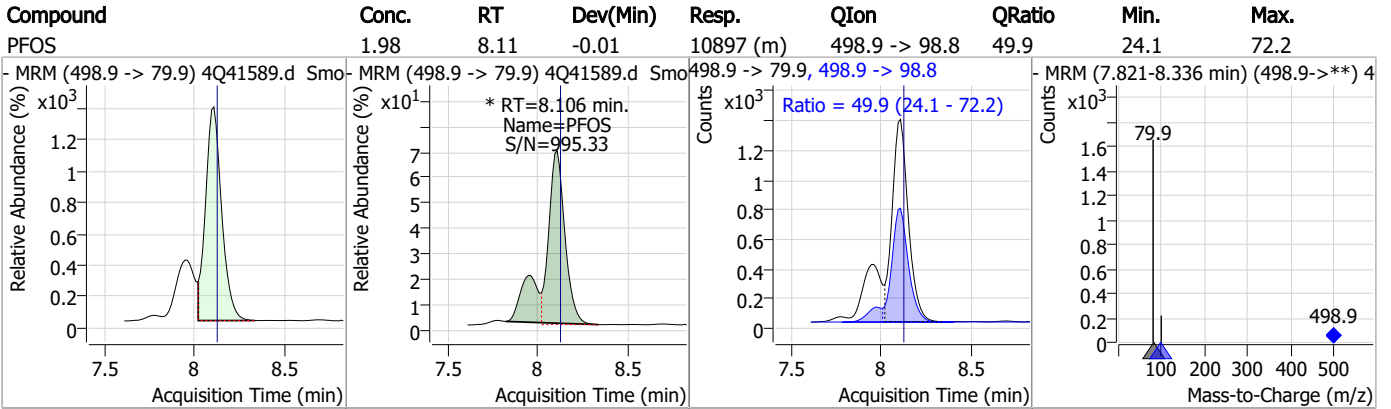 Compound Conc. RT Dev(Min) Resp. QIon QRatio Min. Max.
PFOS 1.98 8.11 -0.01 10897 (m) 498.9 -> 98.8 49.9 24.1 72.2
- MRM (498.9 -> 79.9) 4Q41589.d Smo
Relative Abundance (%)
x10³
1.2
1
0.8
0.6
0.4
0.2
0
7.5 8 8.5
Acquisition Time (min)
- MRM (498.9 -> 79.9) 4Q41589.d Smo
Relative Abundance (%)
x10¹
* RT=8.106 min.
Name=PFOS
S/N=995.33
7
6
5
4
3
2
1
0
7.5 8 8.5
Acquisition Time (min)
498.9 -> 79.9, 498.9 -> 98.8
Counts
x10³
Ratio = 49.9 (24.1 - 72.2)
1.2
1
0.8
0.6
0.4
0.2
0
7.5 8 8.5
Acquisition Time (min)
- MRM (7.821-8.336 min) (498.9->**) 4
Counts
x10³
79.9
1.6
1.4
1.2
1
0.8
0.6
0.4
0.2
0
498.9
100 200 300 400 500
Mass-to-Charge (m/z)